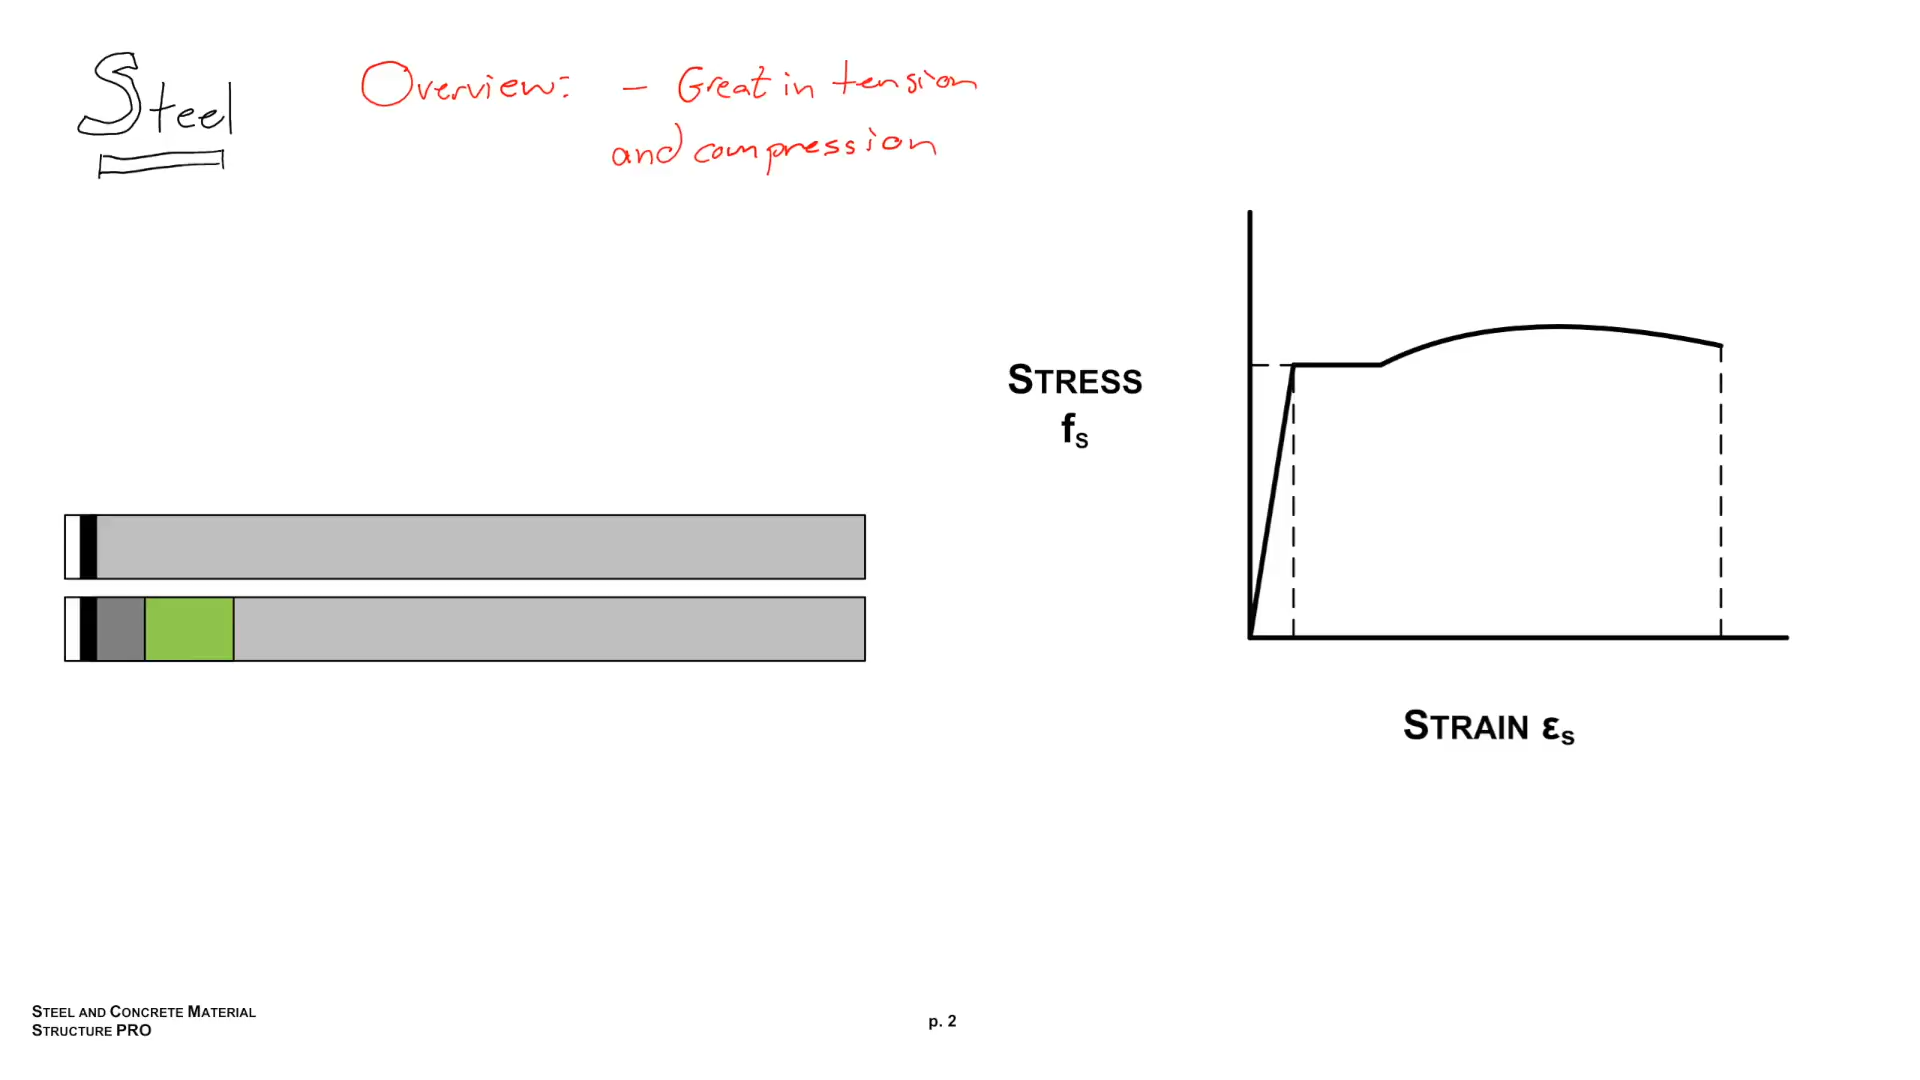 Steel
Overview: - Great in tension
and compression
STRESS
fs
STRAIN εs
STEEL AND CONCRETE MATERIAL
STRUCTURE PRO
p. 2